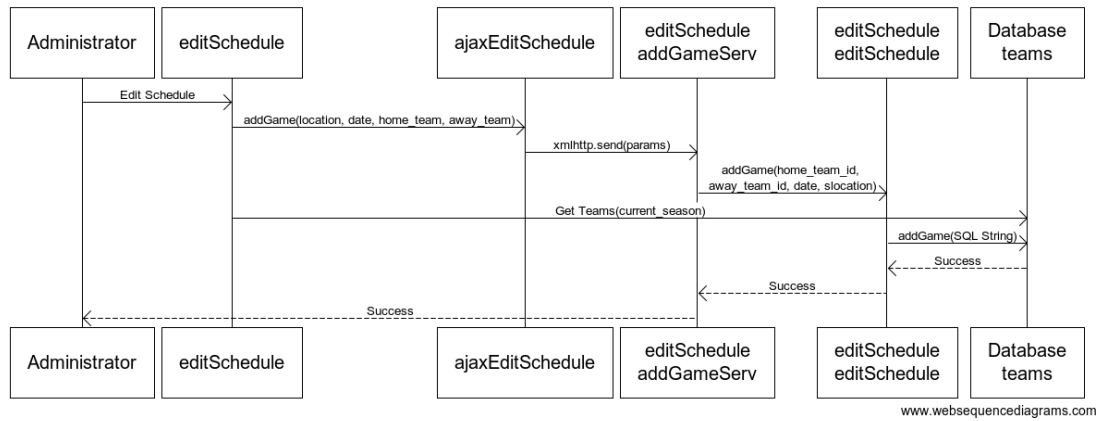 Administrator
editSchedule
ajaxEditSchedule
editSchedule
addGameServ
editSchedule
editSchedule
Database
teams
Edit Schedule
addGame(location, date, home_team, away_team)
xmlhttp.send(params)
addGame(home_team_id,
away_team_id, date, slocation)
Get Teams(current_season)
addGame(SQL String)
Success
Success
Success
Administrator
editSchedule
ajaxEditSchedule
editSchedule
addGameServ
editSchedule
editSchedule
Database
teams
www.websequencediagrams.com